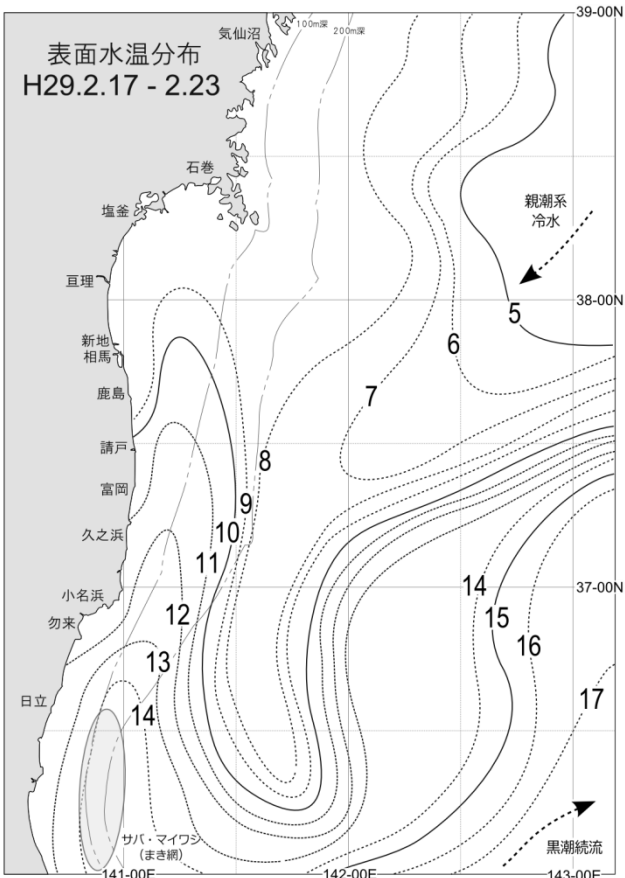 39-00N
気仙沼
100m深
200m深
表面水温分布
H29.2.17 - 2.23
石巻
塩釜
親潮系
冷水
亘理
38-00N
5
新地
相馬
6
鹿島
7
請戸
8
富岡
9
久之浜
10
11
37-00N
小名浜
14
勿来
12
15
16
13
日立
17
14
サバ・マイワシ
(まき網)
黒潮続流
141-00E
142-00E
143-00E